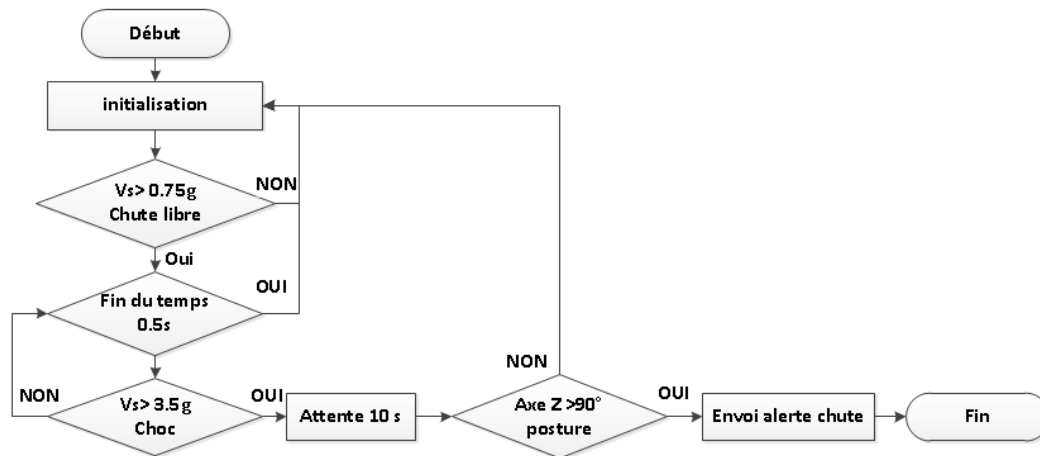 Début
initialisation
Vs> 0.75g
Chute libre
NON
Oui
Fin du temps
0.5s
OUI
NON
Vs> 3.5g
Choc
OUI
Attente 10 s
NON
Axe Z >90°
posture
OUI
Envoi alerte chute
Fin